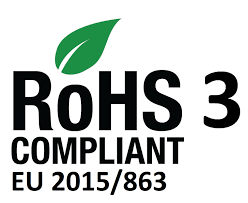 RoHS 3
COMPLIANT
EU 2015/863